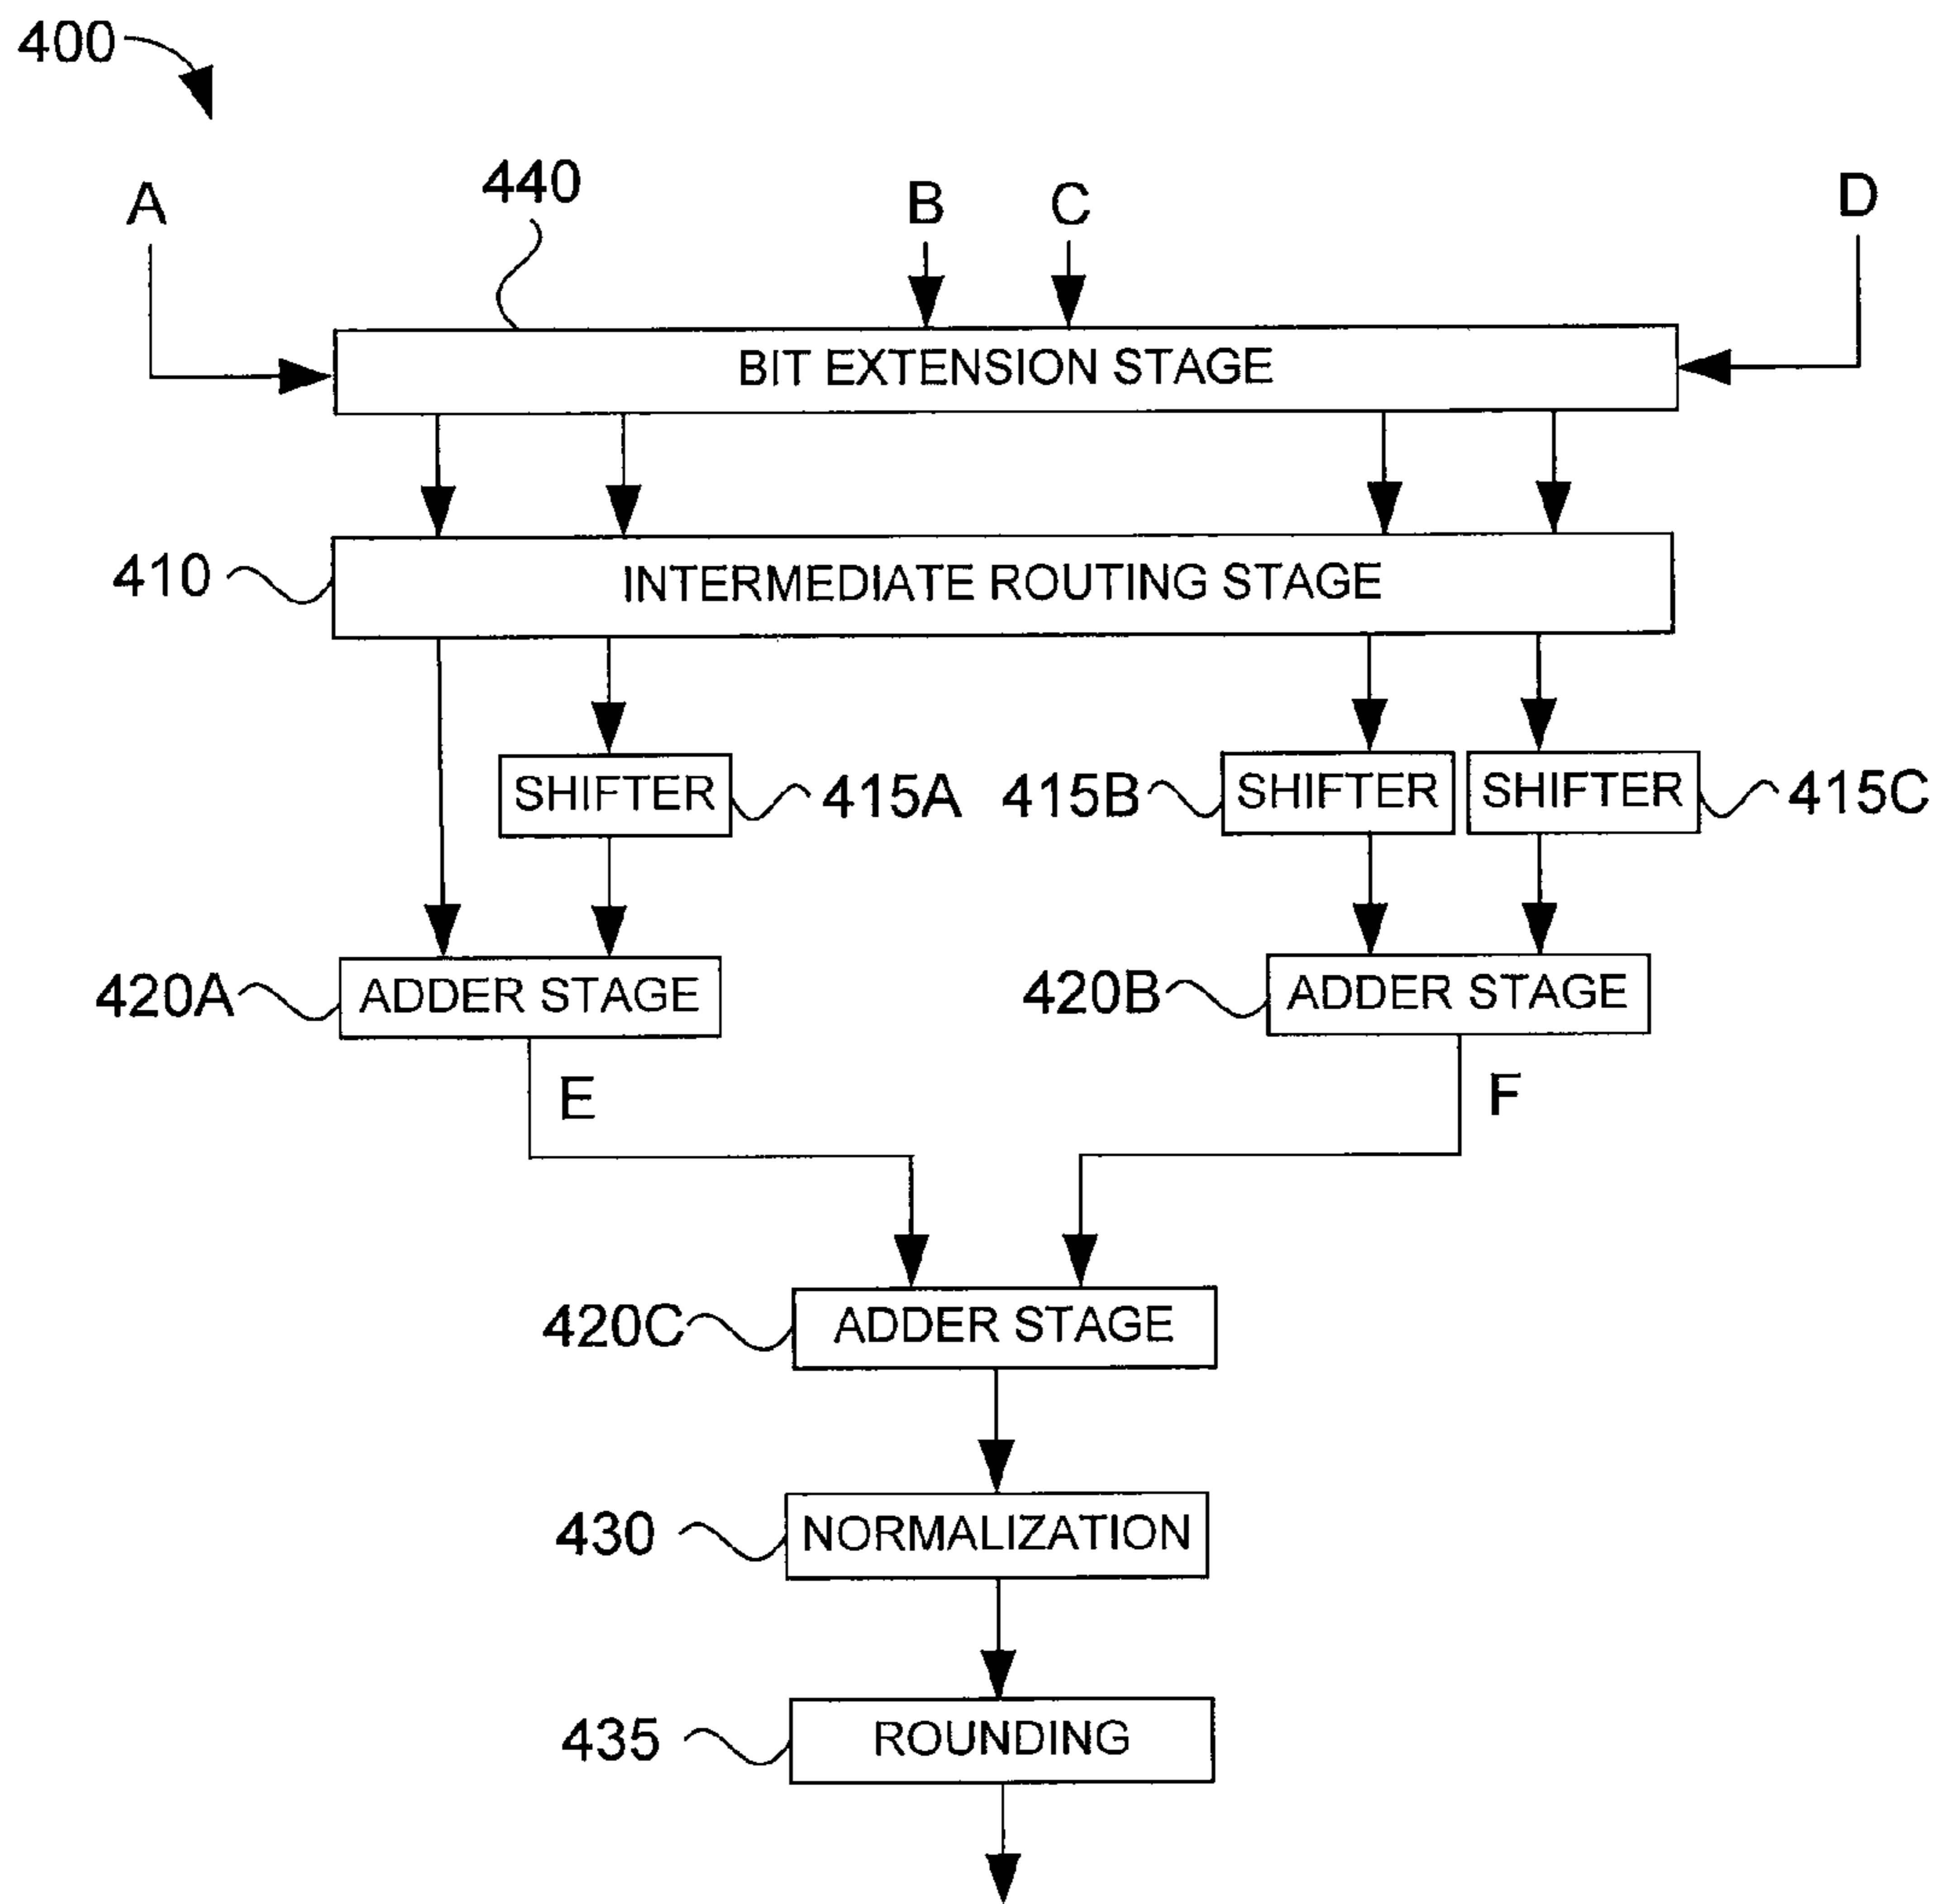 400
A
440
B
C
D
BIT EXTENSION STAGE
410
INTERMEDIATE ROUTING STAGE
SHIFTER
415A
415B
SHIFTER
SHIFTER
415C
420A
ADDER STAGE
420B
ADDER STAGE
E
F
420C
ADDER STAGE
430
NORMALIZATION
435
ROUNDING